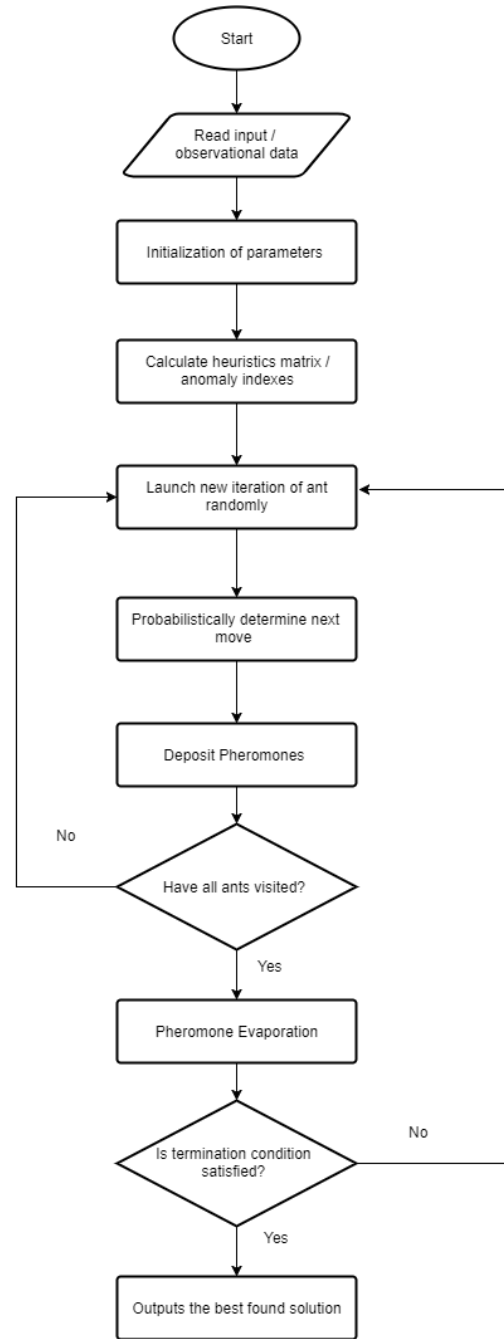 Start
Read input /
observational data
Initialization of parameters
Calculate heuristics matrix /
anomaly indexes
Launch new iteration of ant
randomly
Probabilistically determine next
move
Deposit Pheromones
No
Have all ants visited?
Yes
Pheromone Evaporation
Is termination condition
satisfied?
No
Yes
Outputs the best found solution